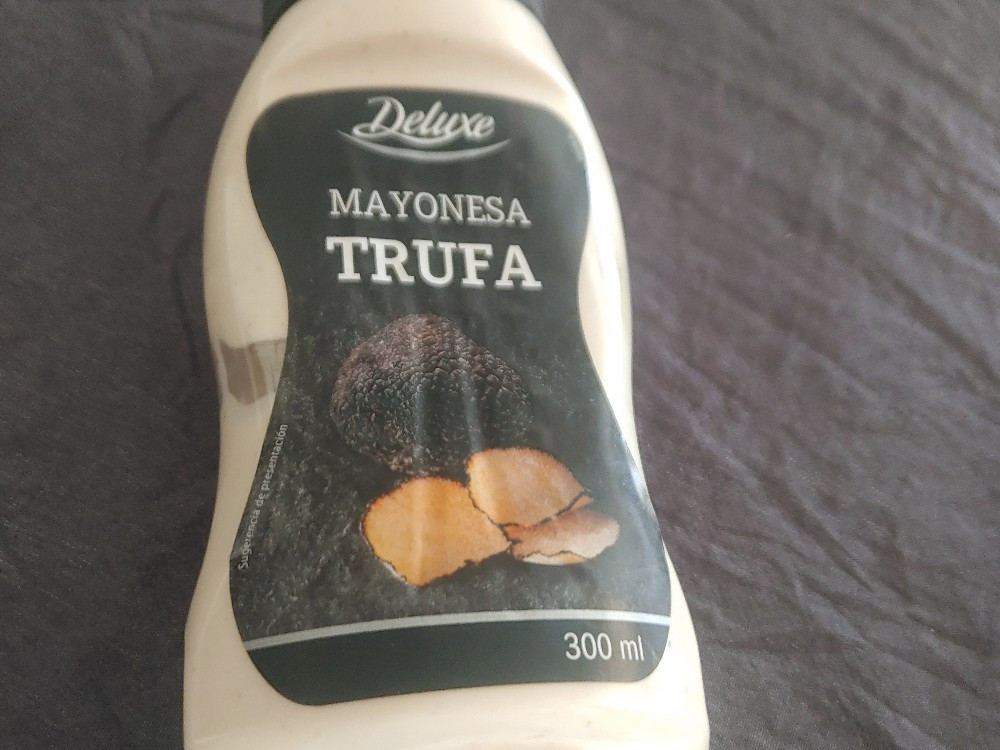 Deluxe
MAYONESA
TRUFA
Sugerencia de presentación
300 ml